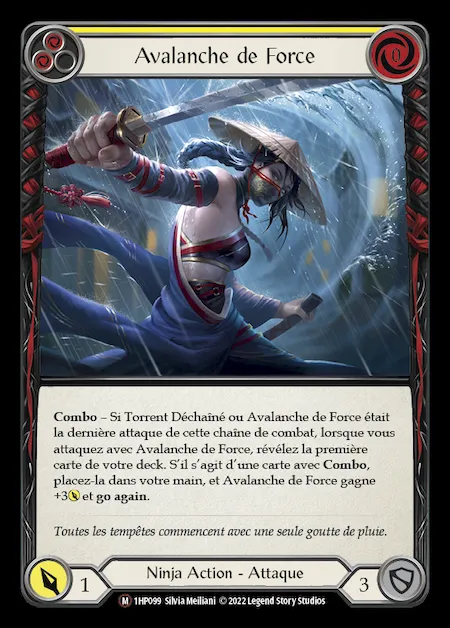 Avalanche de Force
0
Combo – Si Torrent Déchaîné ou Avalanche de Force était
la dernière attaque de cette chaîne de combat, lorsque vous
attaquez avec Avalanche de Force, révélez la première
carte de votre deck. S'il s'agit d'une carte avec Combo,
placez-la dans votre main, et Avalanche de Force gagne
+3 et go again.
Toutes les tempêtes commencent avec une seule goutte de pluie.
1
Ninja Action - Attaque
3
M 1HP099 Silvia Meiliani ©2022 Legend Story Studios